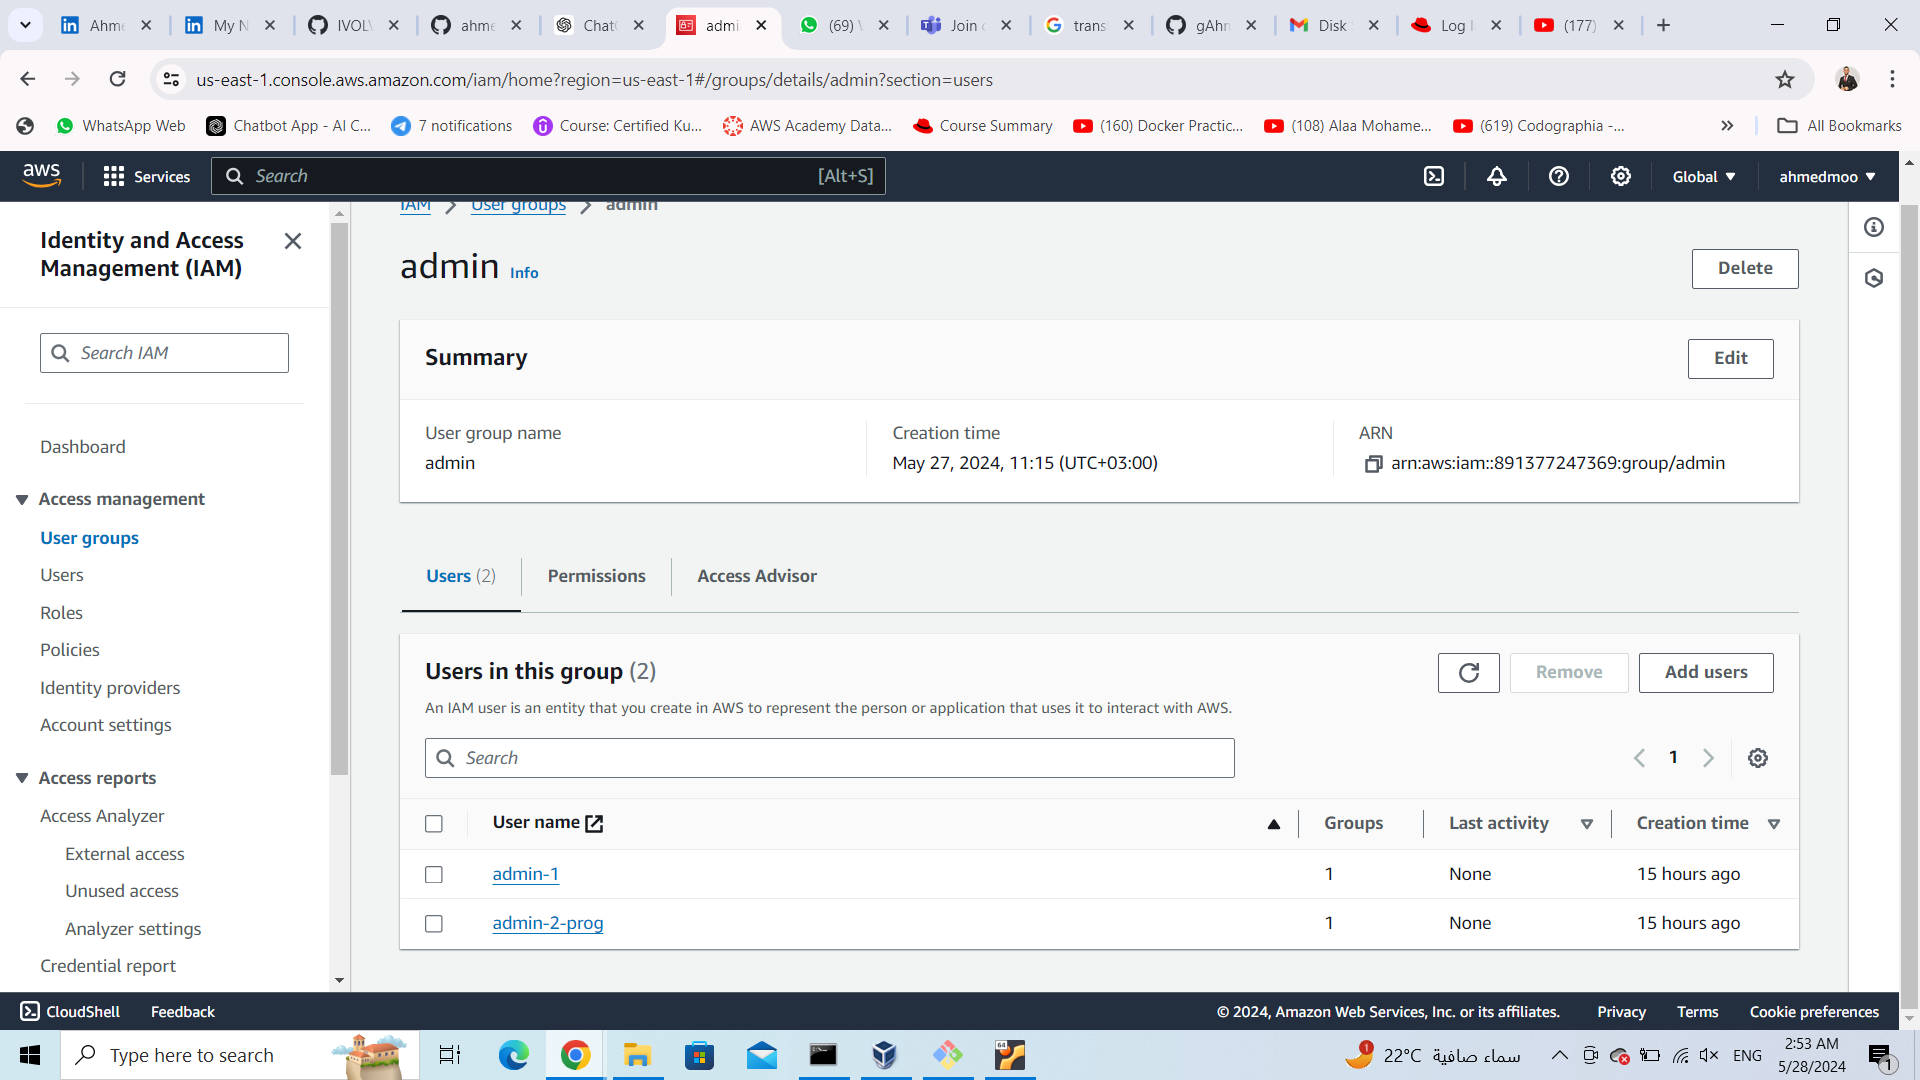 Ahme
My N
IVOLV
ahme
Chat
admi
(69)
Join
trans
gAhn
Disk
Log
(177)
us-east-1.console.aws.amazon.com/iam/home?region=us-east-1#/groups/details/admin?section=users
WhatsApp Web
Chatbot App - AI C...
7 notifications
Course: Certified Ku...
AWS Academy Data...
Course Summary
(160) Docker Practic...
(108) Alaa Mohame...
(619) Codographia -...
All Bookmarks
aws
Services
Search
[Alt+S]
Global
ahmedmoo
Identity and Access
Management (IAM)
Search IAM
Dashboard
Access management
User groups
Users
Roles
Policies
Identity providers
Account settings
Access reports
Access Analyzer
External access
Unused access
Analyzer settings
Credential report
IAM
User groups
admin
admin Info
Delete
Summary
Edit
User group name
admin
Creation time
May 27, 2024, 11:15 (UTC+03:00)
ARN
arn:aws:iam::891377247369:group/admin
Users (2)
Permissions
Access Advisor
Users in this group (2)
Remove
Add users
An IAM user is an entity that you create in AWS to represent the person or application that uses it to interact with AWS.
Search
1
User name
Groups
Last activity
Creation time
admin-1
1
None
15 hours ago
admin-2-prog
1
None
15 hours ago
CloudShell
Feedback
© 2024, Amazon Web Services, Inc. or its affiliates.
Privacy
Terms
Cookie preferences
Type here to search
64
1
22°C سماء صافية
ENG
2:53 AM
5/28/2024
1